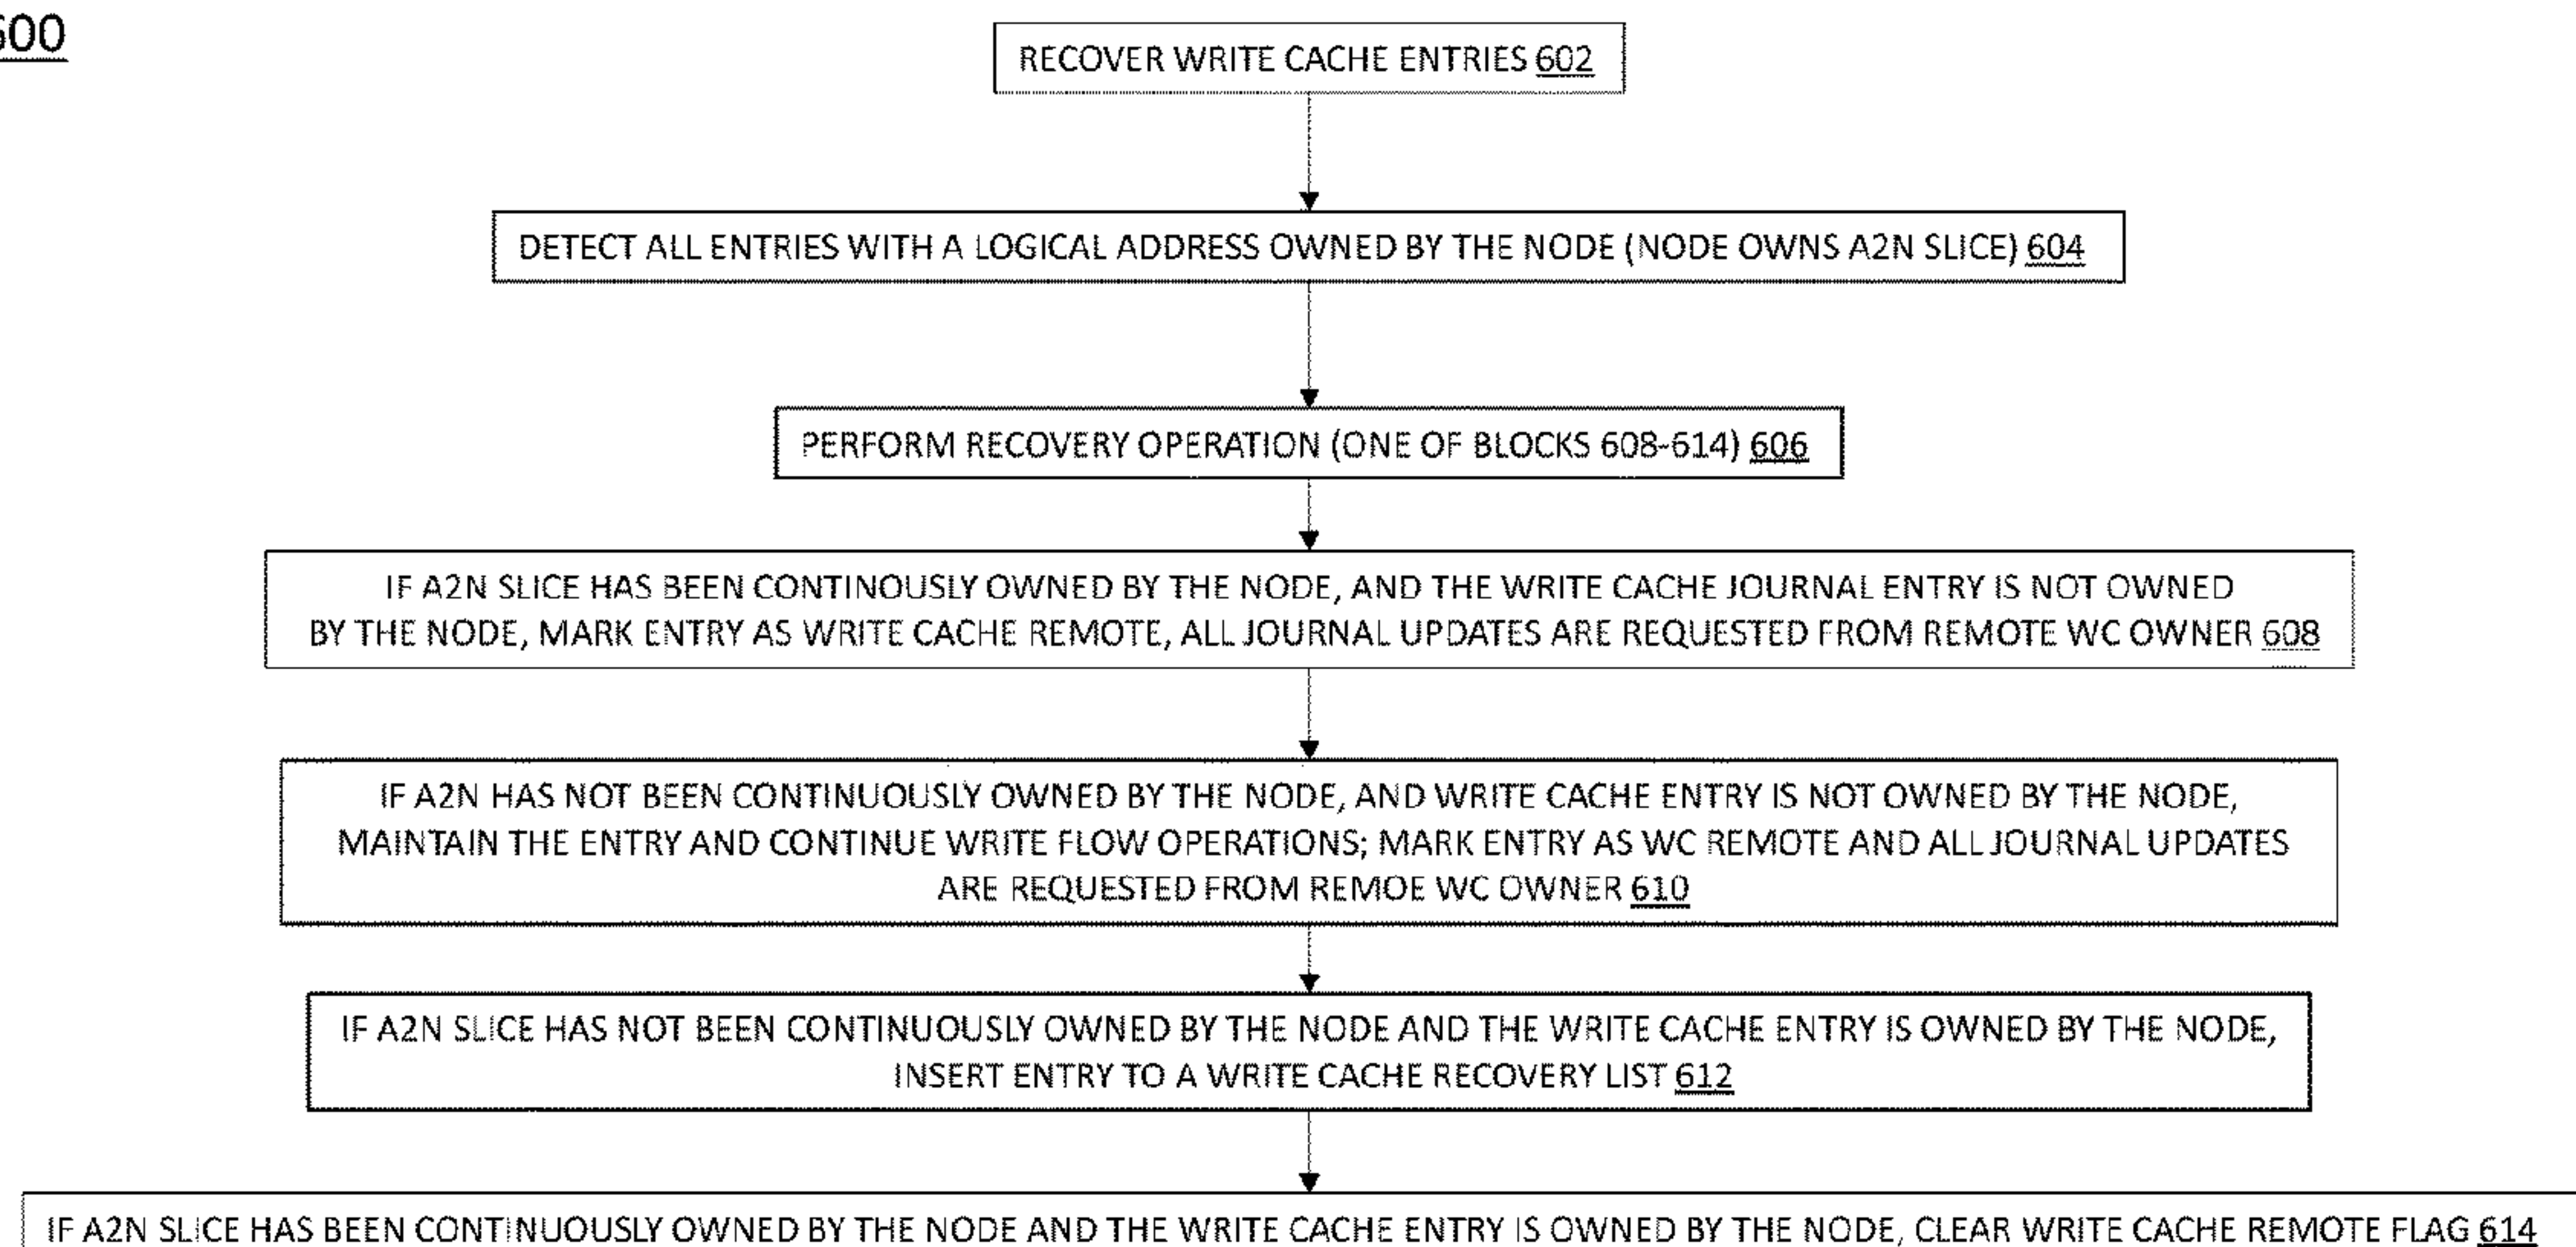 600
RECOVER WRITE CACHE ENTRIES 602
DETECT ALL ENTRIES WITH A LOGICAL ADDRESS OWNED BY THE NODE (NODE OWNS A2N SLICE) 604
PERFORM RECOVERY OPERATION (ONE OF BLOCKS 608-614) 606
IF A2N SLICE HAS BEEN CONTINOUSLY OWNED BY THE NODE, AND THE WRITE CACHE JOURNAL ENTRY IS NOT OWNED
BY THE NODE, MARK ENTRY AS WRITE CACHE REMOTE, ALL JOURNAL UPDATES ARE REQUESTED FROM REMOTE WC OWNER 608
IF A2N HAS NOT BEEN CONTINUOUSLY OWNED BY THE NODE, AND WRITE CACHE ENTRY IS NOT OWNED BY THE NODE,
MAINTAIN THE ENTRY AND CONTINUE WRITE FLOW OPERATIONS; MARK ENTRY AS WC REMOTE AND ALL JOURNAL UPDATES
ARE REQUESTED FROM REMOE WC OWNER 610
IF A2N SLICE HAS NOT BEEN CONTINUOUSLY OWNED BY THE NODE AND THE WRITE CACHE ENTRY IS OWNED BY THE NODE,
INSERT ENTRY TO A WRITE CACHE RECOVERY LIST 612
IF A2N SLICE HAS BEEN CONTINUOUSLY OWNED BY THE NODE AND THE WRITE CACHE ENTRY IS OWNED BY THE NODE, CLEAR WRITE CACHE REMOTE FLAG 614